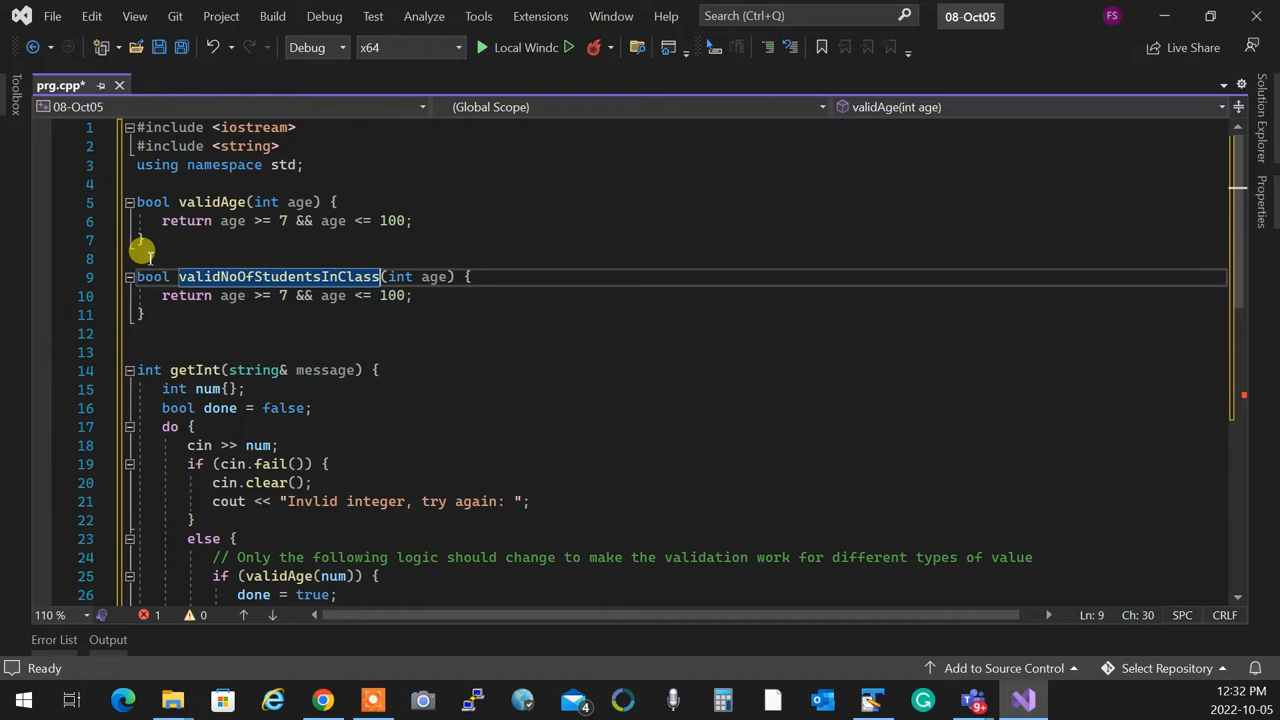 File Edit View Git Project Build Debug Test Analyze Tools Extensions Window Help Search (Ctrl+Q) 08-Oct05 FS
Debug x64 Local Windc Live Share
prg.cpp*
08-Oct05 (Global Scope) validAge(int age)
Toolbox
Solution Explorer
Properties
1 #include <iostream>
2 #include <string>
3 using namespace std;
4
5 bool validAge(int age) {
6 return age >= 7 && age <= 100;
7 }
8
9 bool validNoOfStudentsInClass(int age) {
10 return age >= 7 && age <= 100;
11 }
12
13
14 int getInt(string& message) {
15 int num{};
16 bool done = false;
17 do {
18 cin >> num;
19 if (cin.fail()) {
20 cin.clear();
21 cout << "Invlid integer, try again: ";
22 }
23 else {
24 // Only the following logic should change to make the validation work for different types of value
25 if (validAge(num)) {
26 done = true;
110 % 1 0 Ln: 9 Ch: 30 SPC CRLF
Error List Output
Ready Add to Source Control Select Repository
4 9+
12:32 PM
2022-10-05